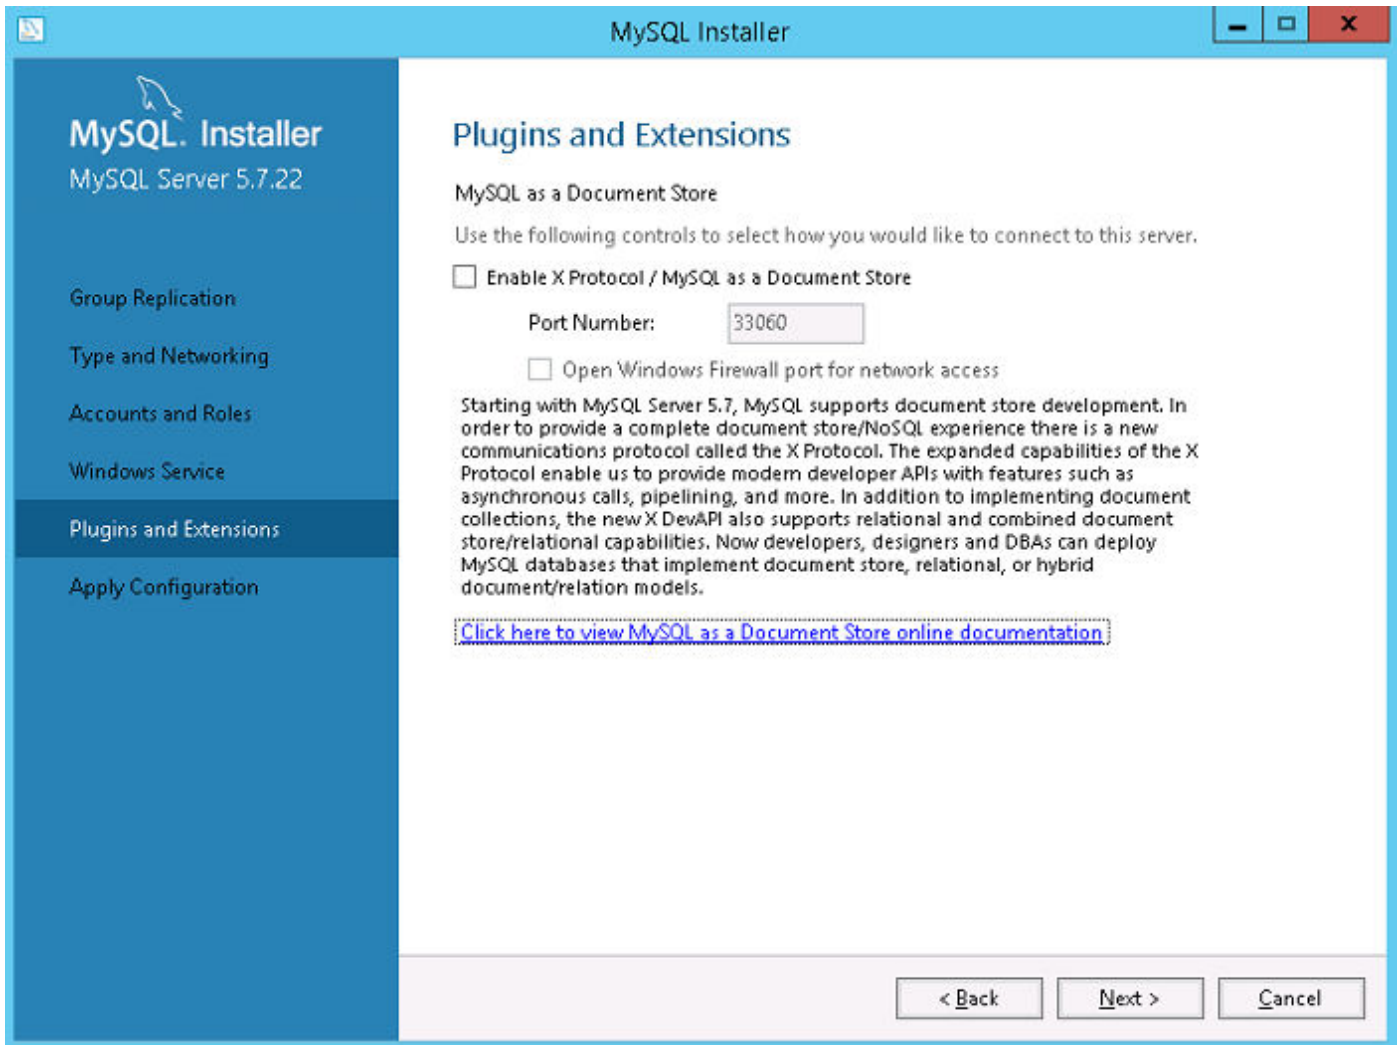 MySQL Installer
MySQL. Installer
MySQL Server 5.7.22
Group Replication
Type and Networking
Accounts and Roles
Windows Service
Plugins and Extensions
Apply Configuration
Plugins and Extensions
MySQL as a Document Store
Use the following controls to select how you would like to connect to this server.
Enable X Protocol / MySQL as a Document Store
Port Number: 33060
Open Windows Firewall port for network access
Starting with MySQL Server 5.7, MySQL supports document store development. In
order to provide a complete document store/NoSQL experience there is a new
communications protocol called the X Protocol. The expanded capabilities of the X
Protocol enable us to provide modern developer APIs with features such as
asynchronous calls, pipelining, and more. In addition to implementing document
collections, the new X DevAPI also supports relational and combined document
store/relational capabilities. Now developers, designers and DBAs can deploy
MySQL databases that implement document store, relational, or hybrid
document/relation models.
Click here to view MySQL as a Document Store online documentation
< Back Next > Cancel